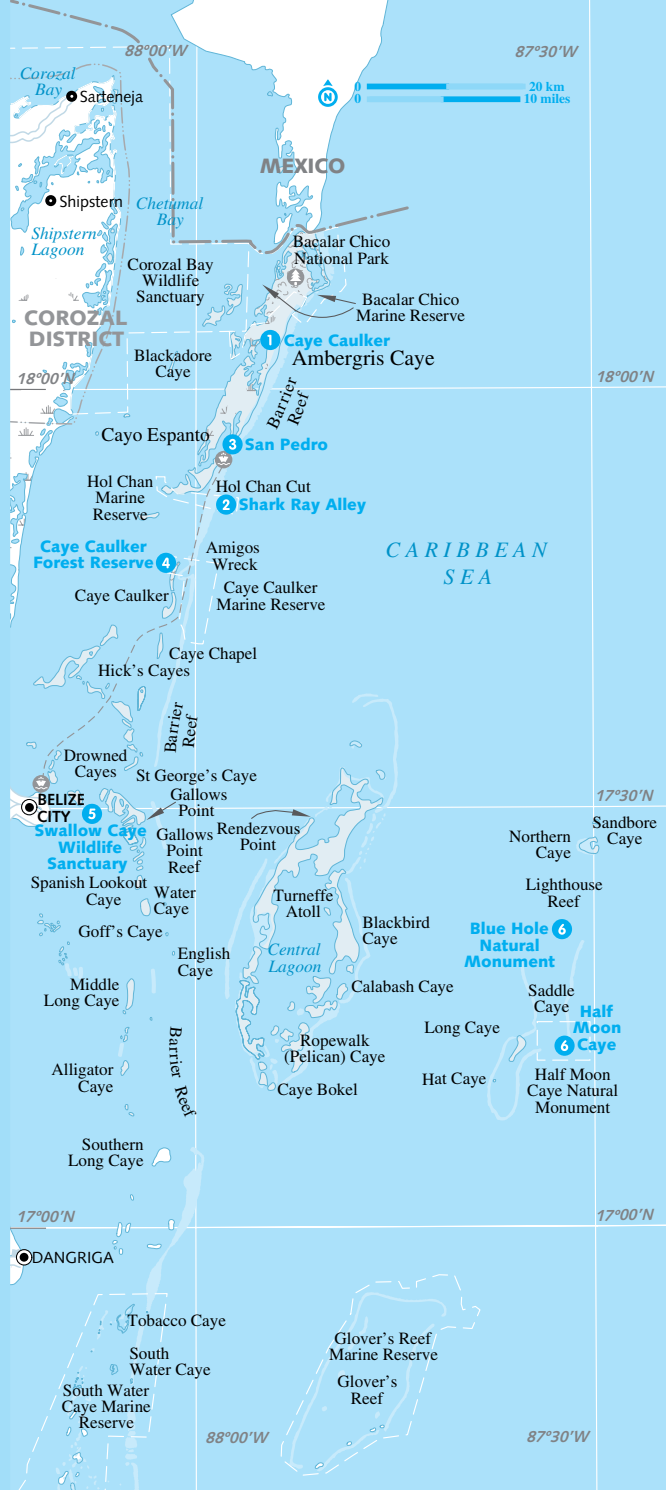 88°00'W
87°30'W
Corozal
Bay
Sarteneja
0 20 km
N
0 10 miles
MEXICO
Shipstern
Chetumal
Bay
Shipstern
Lagoon
Bacalar Chico
National Park
Corozal Bay
Wildlife
Sanctuary
Bacalar Chico
Marine Reserve
COROZAL
DISTRICT
1 Caye Caulker
Ambergris Caye
Blackadore
Caye
18°00'N
18°00'N
Barrier
Reef
Cayo Espanto
3 San Pedro
Hol Chan
Marine
Reserve
Hol Chan Cut
2 Shark Ray Alley
Caye Caulker
Forest Reserve 4
Amigos
Wreck
CARIBBEAN
SEA
Caye Caulker
Caye Caulker
Marine Reserve
Caye Chapel
Hick's Cayes
Barrier
Reef
Drowned
Cayes
St George's Caye
Gallows
Point
BELIZE
CITY
17°30'N
5
Swallow Caye
Wildlife
Sanctuary
Gallows
Point
Reef
Rendezvous
Point
Sandbore
Caye
Northern
Caye
Spanish Lookout
Caye
Water
Caye
Turneffe
Atoll
Lighthouse
Reef
Goff's Caye
Blackbird
Caye
Blue Hole 6
Natural
Monument
English
Caye
Central
Lagoon
Middle
Long Caye
Calabash Caye
Saddle
Caye
Half
Moon
6 Caye
Long Caye
Barrier Reef
Ropewalk
(Pelican) Caye
Alligator
Caye
Caye Bokel
Hat Caye
Half Moon
Caye Natural
Monument
Southern
Long Caye
17°00'N
17°00'N
DANGRIGA
Tobacco Caye
Glover's Reef
Marine Reserve
South
Water Caye
Glover's
Reef
South Water
Caye Marine
Reserve
88°00'W
87°30'W